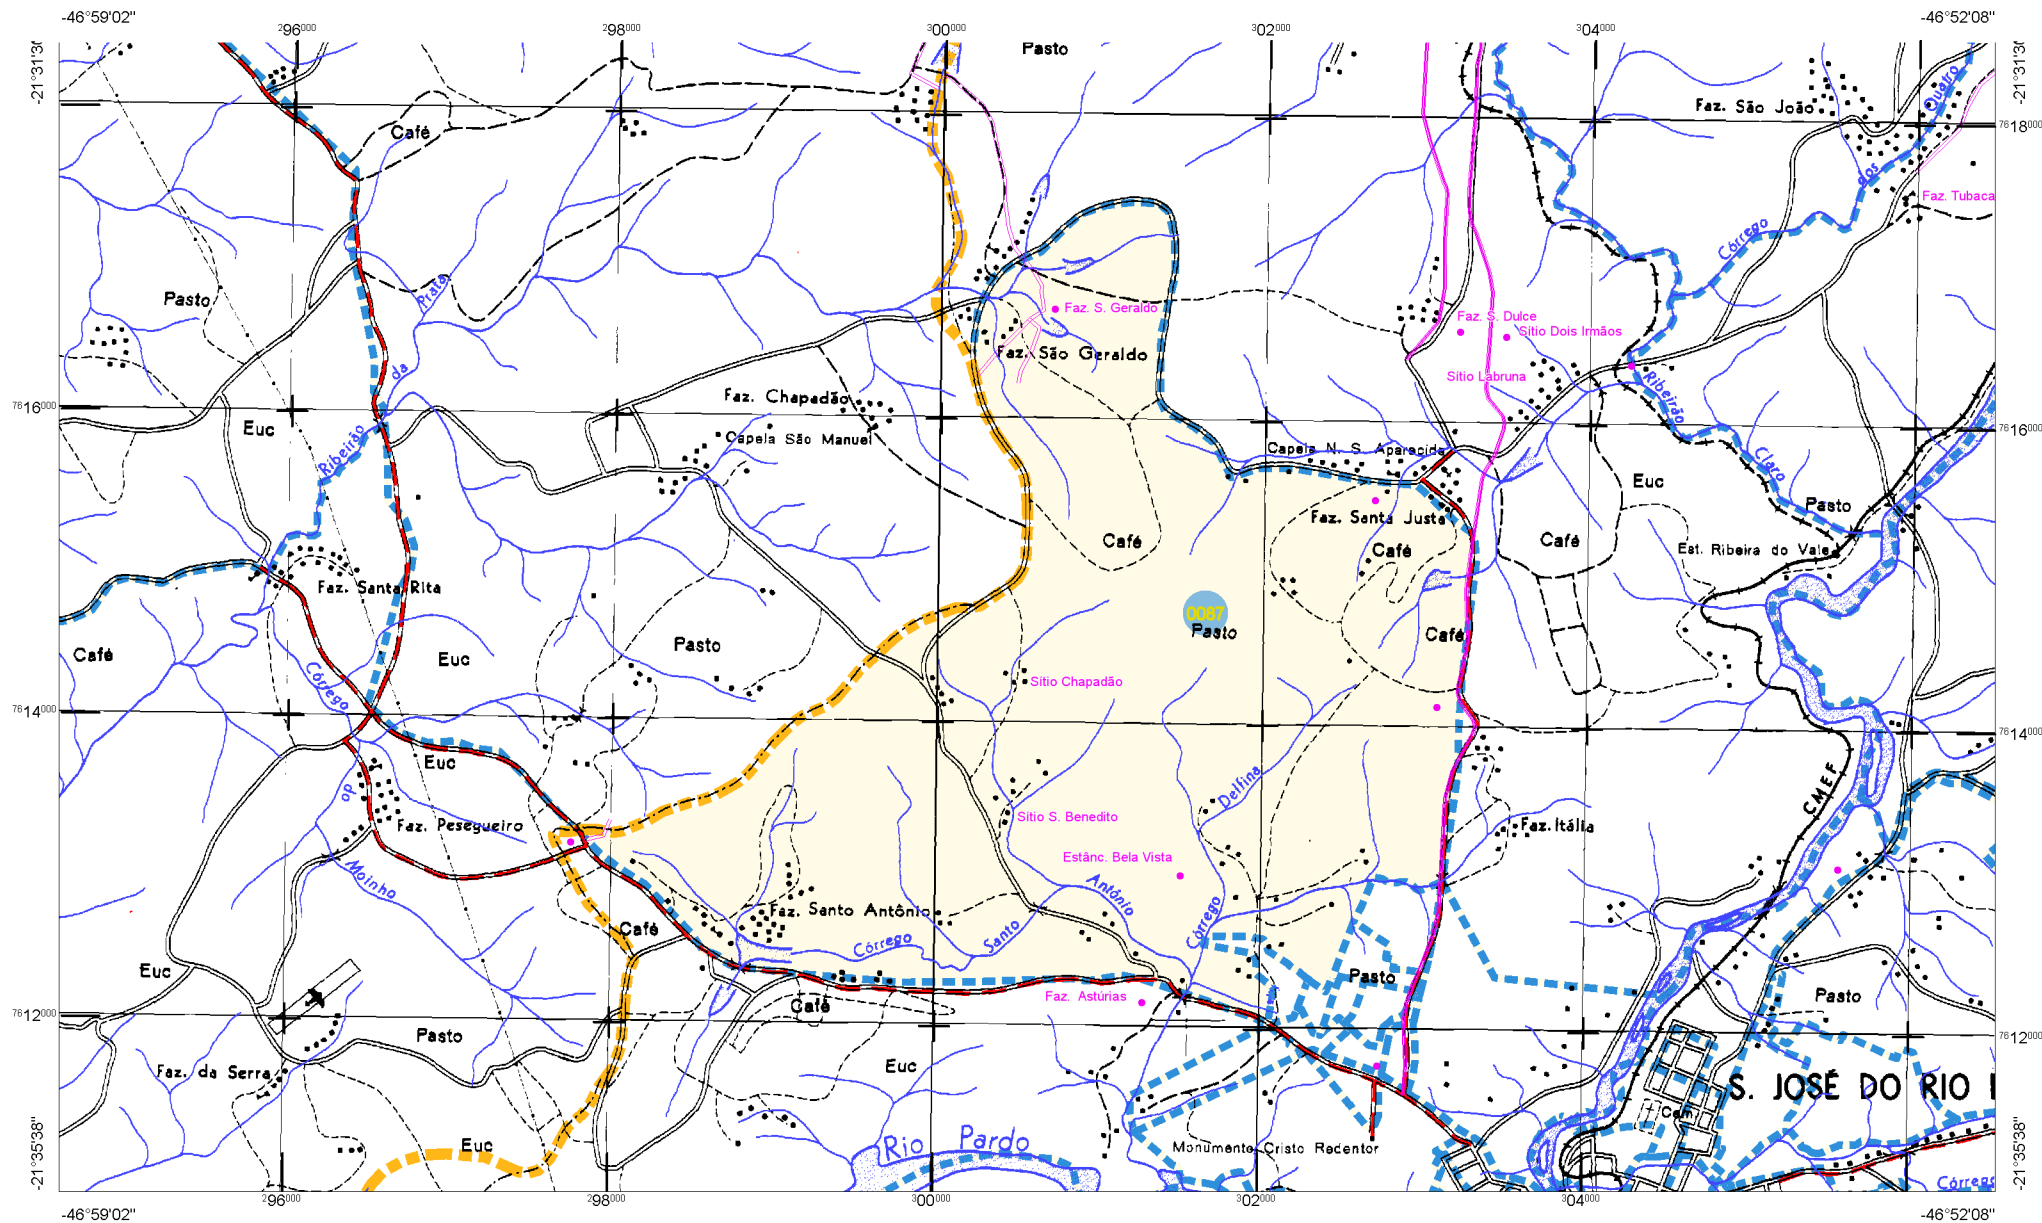 -46°59'02"
-46°52'08"
296000
298000
300000
302000
304000
-21°31'30
-21°31'30
Pasto
Quatro
Faz. São João
7618000
Café
dos
Faz. Tubaca
Córrego
Pasto
Prata
Faz. S. Geraldo
Faz. S. Dulce
Sítio Dois Irmãos
Faz. São Geraldo
da
Sítio Labruna
Ribeirão
7616000
Faz. Chapadão
7616000
Euc
Capela São Manuel
Capela N. S. Aparecida
Ribeirão
Claro
Euc
Pasto
Faz. Santa Justa
Café
Café
Café
Est. Ribeira do Vale
Faz. Santa Rita
0087
Pasto
Café
Café
Pasto
Euc
Córrego
Sítio Chapadão
7614000
7614000
Euc
Delfina
CMEF
do
Faz. Pesegueiro
Sítio S. Benedito
Faz. Itália
Estânc. Bela Vista
Moinho
Antônio
Faz. Santo Antônio
Café
Córrego
Santo
Córrego
Euc
Pasto
Faz. Astúrias
Café
Pasto
7612000
7612000
Pasto
Faz. da Serra
Euc
S. JOSÉ DO RIO
Cem
Euc
Rio Pardo
Monumento Cristo Redentor
-21°35'38"
-21°35'38"
Córrego
296000
298000
300000
302000
304000
-46°59'02"
-46°52'08"